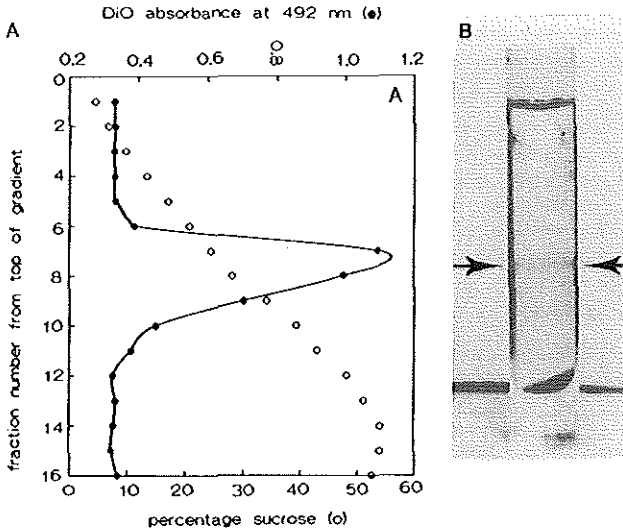 DiO absorbance at 492 nm (●)
A
8
0.2 0.4 0.6 0.8 1.0 1.2
A
0
2
4
6
8
10
12
14
16
fraction number from top of gradient
0 10 20 30 40 50 60
percentage sucrose (o)
B